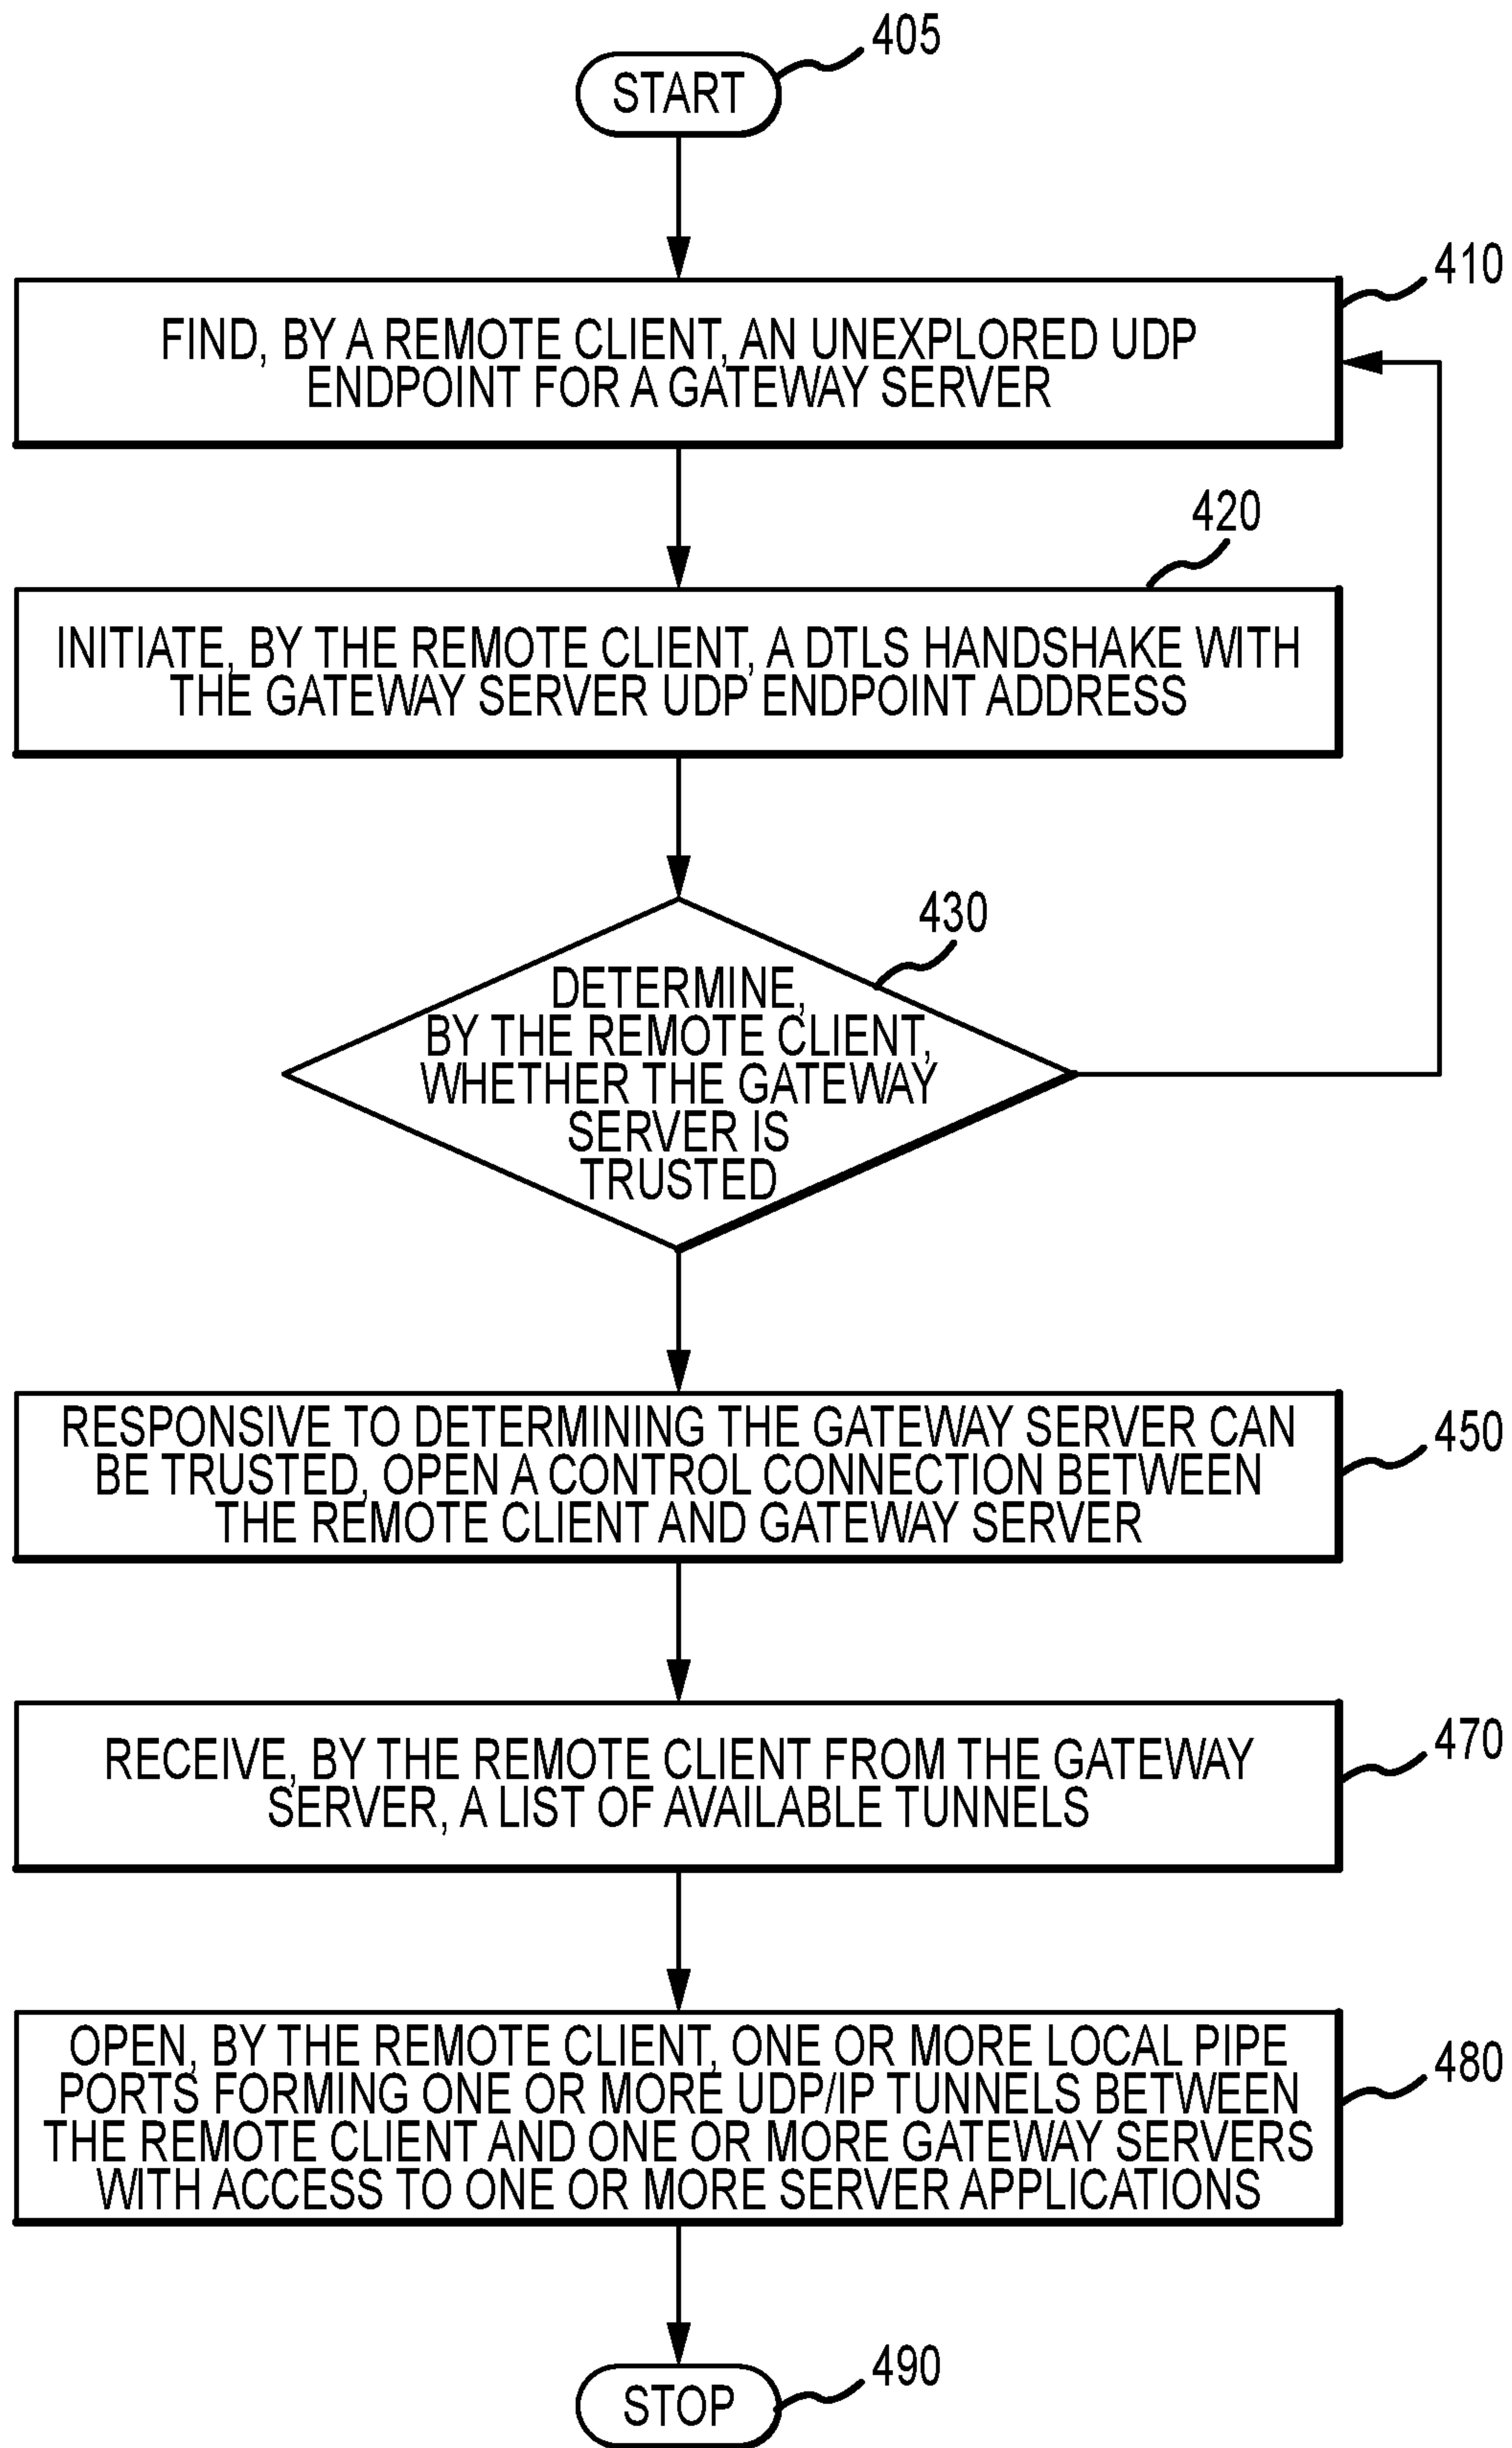 405
START
410
FIND, BY A REMOTE CLIENT, AN UNEXPLORED UDP
ENDPOINT FOR A GATEWAY SERVER
420
INITIATE, BY THE REMOTE CLIENT, A DTLS HANDSHAKE WITH
THE GATEWAY SERVER UDP ENDPOINT ADDRESS
430
DETERMINE,
BY THE REMOTE CLIENT,
WHETHER THE GATEWAY
SERVER IS
TRUSTED
450
RESPONSIVE TO DETERMINING THE GATEWAY SERVER CAN
BE TRUSTED, OPEN A CONTROL CONNECTION BETWEEN
THE REMOTE CLIENT AND GATEWAY SERVER
470
RECEIVE, BY THE REMOTE CLIENT FROM THE GATEWAY
SERVER, A LIST OF AVAILABLE TUNNELS
480
OPEN, BY THE REMOTE CLIENT, ONE OR MORE LOCAL PIPE
PORTS FORMING ONE OR MORE UDP/IP TUNNELS BETWEEN
THE REMOTE CLIENT AND ONE OR MORE GATEWAY SERVERS
WITH ACCESS TO ONE OR MORE SERVER APPLICATIONS
490
STOP